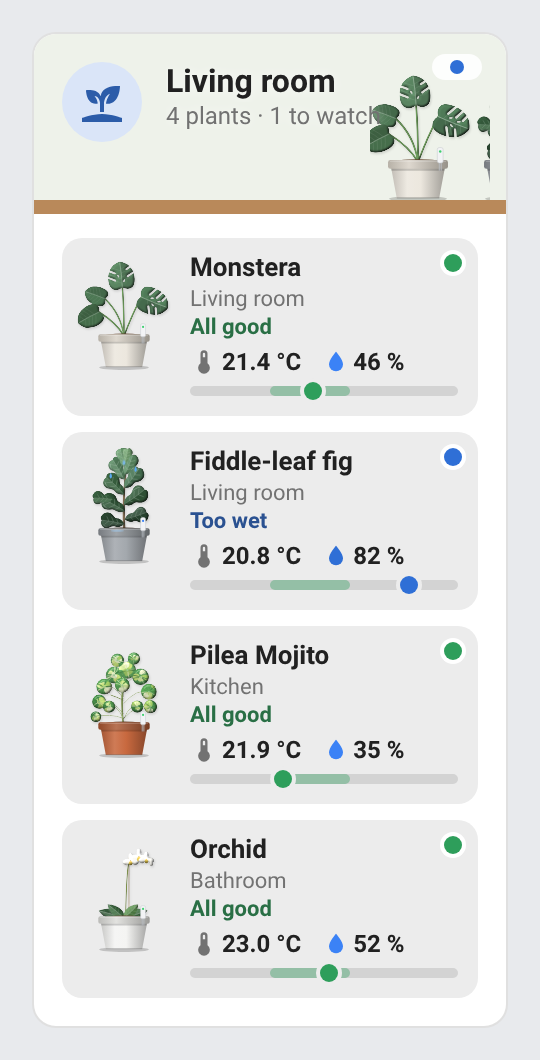 Living room
4 plants · 1 to watch
Monstera
Living room
All good
21.4 °C 46 %
Fiddle-leaf fig
Living room
Too wet
20.8 °C 82 %
Pilea Mojito
Kitchen
All good
21.9 °C 35 %
Orchid
Bathroom
All good
23.0 °C 52 %